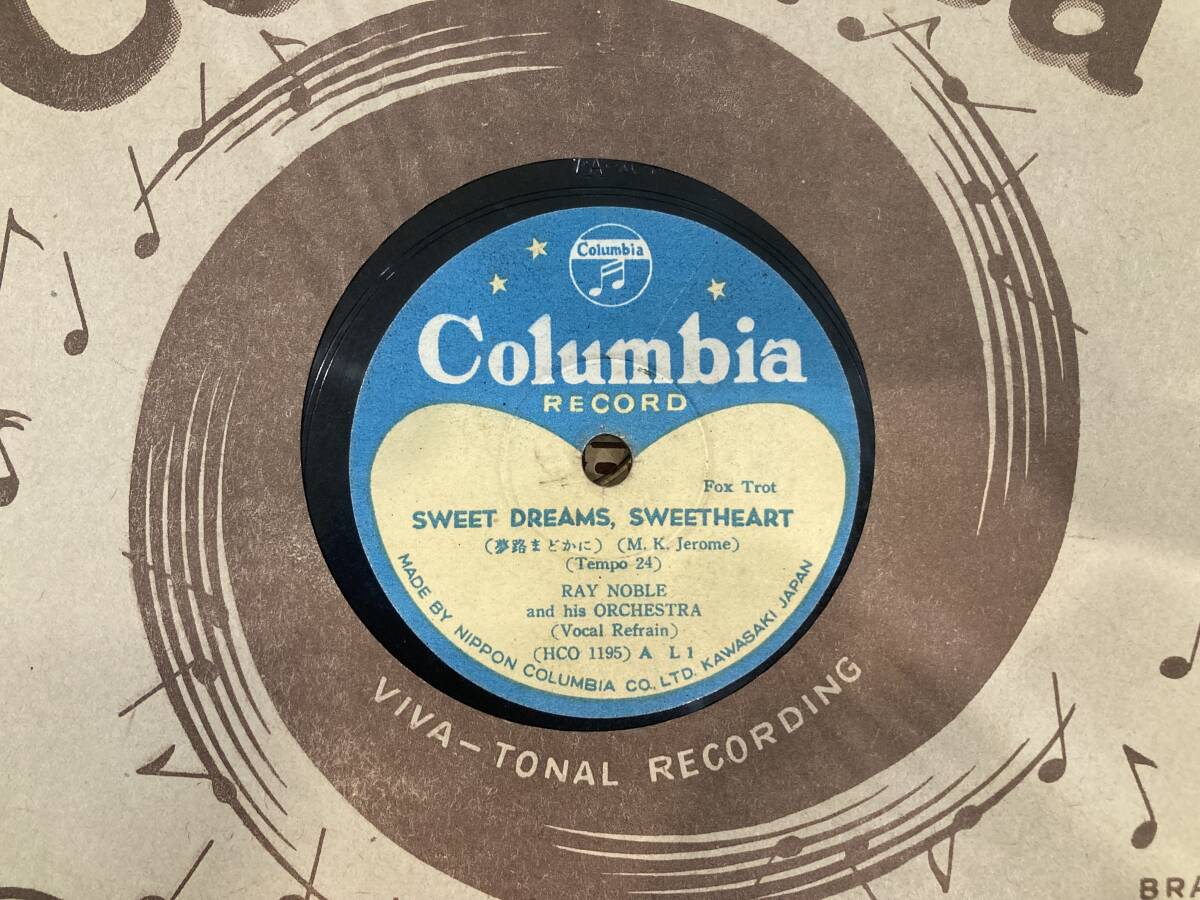 Columbia
Columbia
RECORD
Fox Trot
SWEET DREAMS, SWEETHEART
(夢路まどかに) (M. K. Jerome)
(Tempo 24)
RAY NOBLE
and his ORCHESTRA
(Vocal Refrain)
(HCO 1195) A L 1
MADE BY NIPPON COLUMBIA CO., LTD. KAWASAKI JAPAN
VIVA-TONAL RECORDING